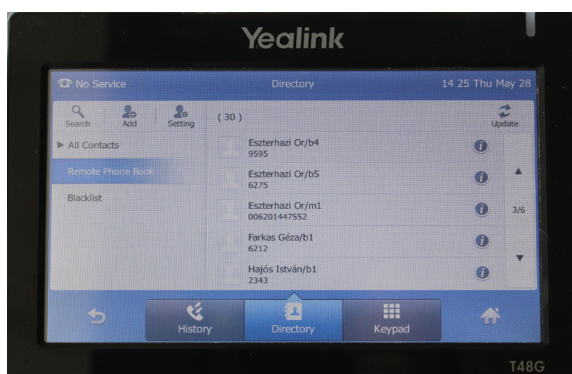 Yealink
No Service
Directory
14 25 Thu May 28
Search
Add
Setting
( 30 )
Update
All Contacts
Remote Phone Book
Blacklist
Eszterhazi Or/b4
9595
Eszterhazi Or/b5
6275
Eszterhazi Or/m1
006201447552
Farkas Géza/b1
6212
Hajós István/b1
2343
3/6
History
Directory
Keypad
T48G